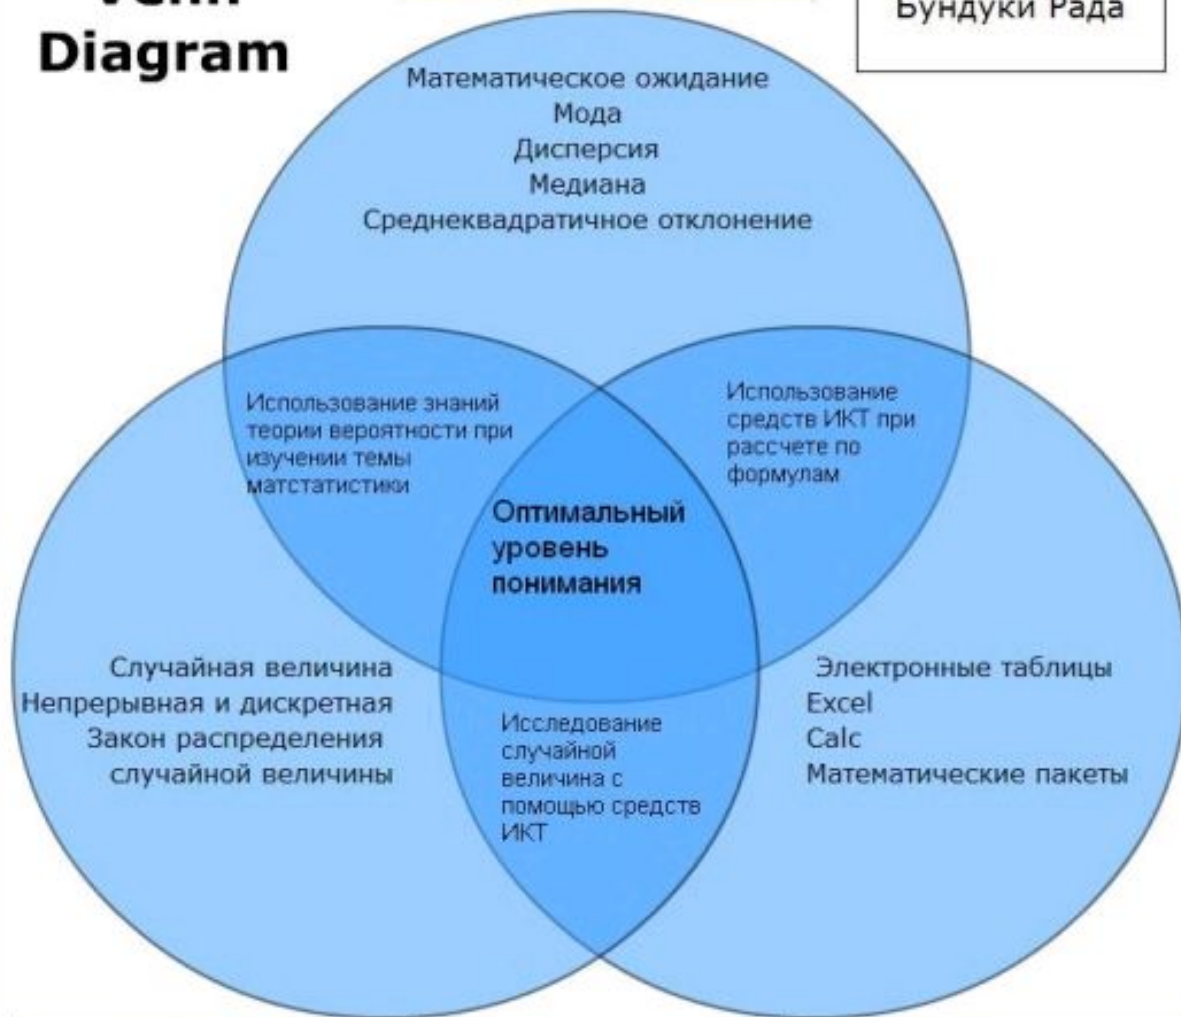 Venn
Diagram
Бундуки Рада
Математическое ожидание
Мода
Дисперсия
Медиана
Среднеквадратичное отклонение
Использование знаний
теории вероятности при
изучении темы
матстатистики
Использование
средств ИКТ при
рассчете по
формулам
Оптимальный
уровень
понимания
Случайная величина
Непрерывная и дискретная
Закон распределения
случайной величины
Исследование
случайной
величина с
помощью средств
ИКТ
Электронные таблицы
Excel
Calc
Математические пакеты